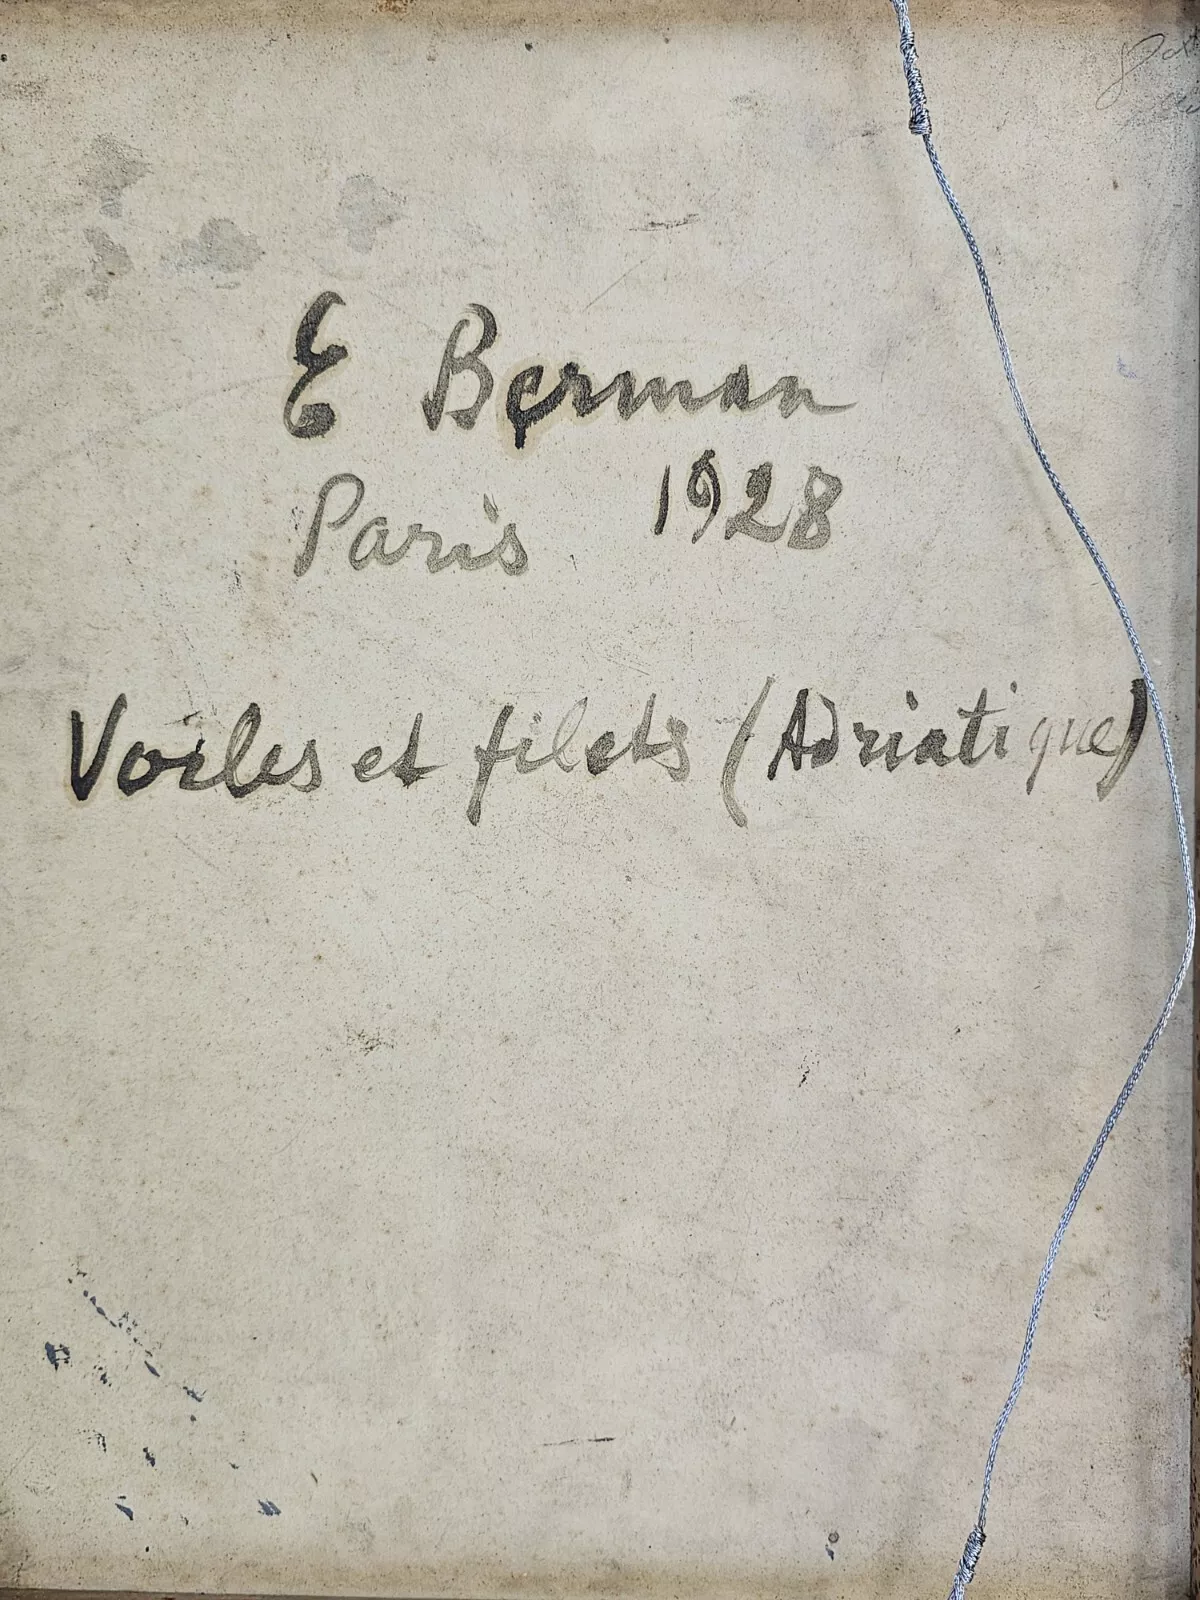 E Berman
Paris 1928
Voiles et filets (Adriatique)